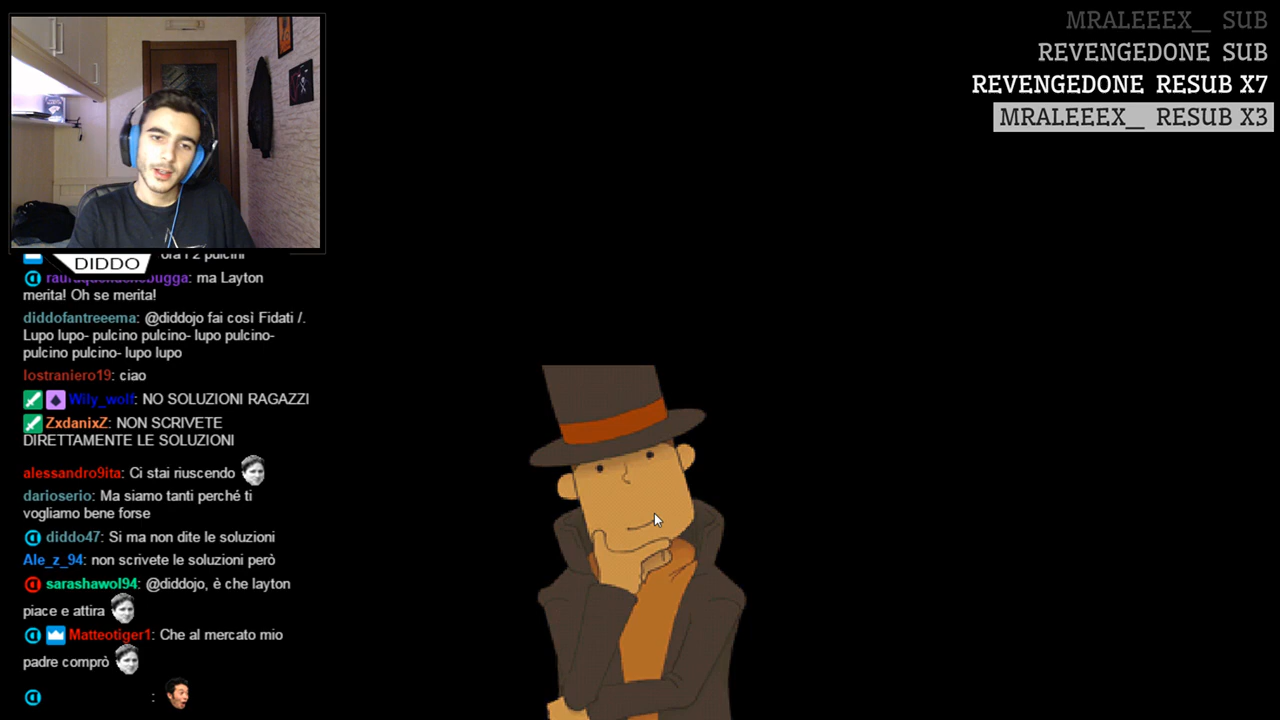 MRALEEEX_ SUB
REVENGEDONE SUB
REVENGEDONE RESUB X7
MRALEEEX_ RESUB X3
ora i 2 pulcini
DIDDO
: ma Layton
merita! Oh se merita!
diddofantreeema: @diddojo fai così Fidati /.
Lupo lupo- pulcino pulcino- lupo pulcino-
pulcino pulcino- lupo lupo
lostraniero19: ciao
Wily_wolf: NO SOLUZIONI RAGAZZI
ZxdanixZ: NON SCRIVETE
DIRETTAMENTE LE SOLUZIONI
alessandro9ita: Ci stai riuscendo
darioserio: Ma siamo tanti perché ti
vogliamo bene forse
diddo47: Si ma non dite le soluzioni
Ale_z_94: non scrivete le soluzioni però
sarashawol94: @diddojo, è che layton
piace e attira
Matteotiger1: Che al mercato mio
padre comprò
: